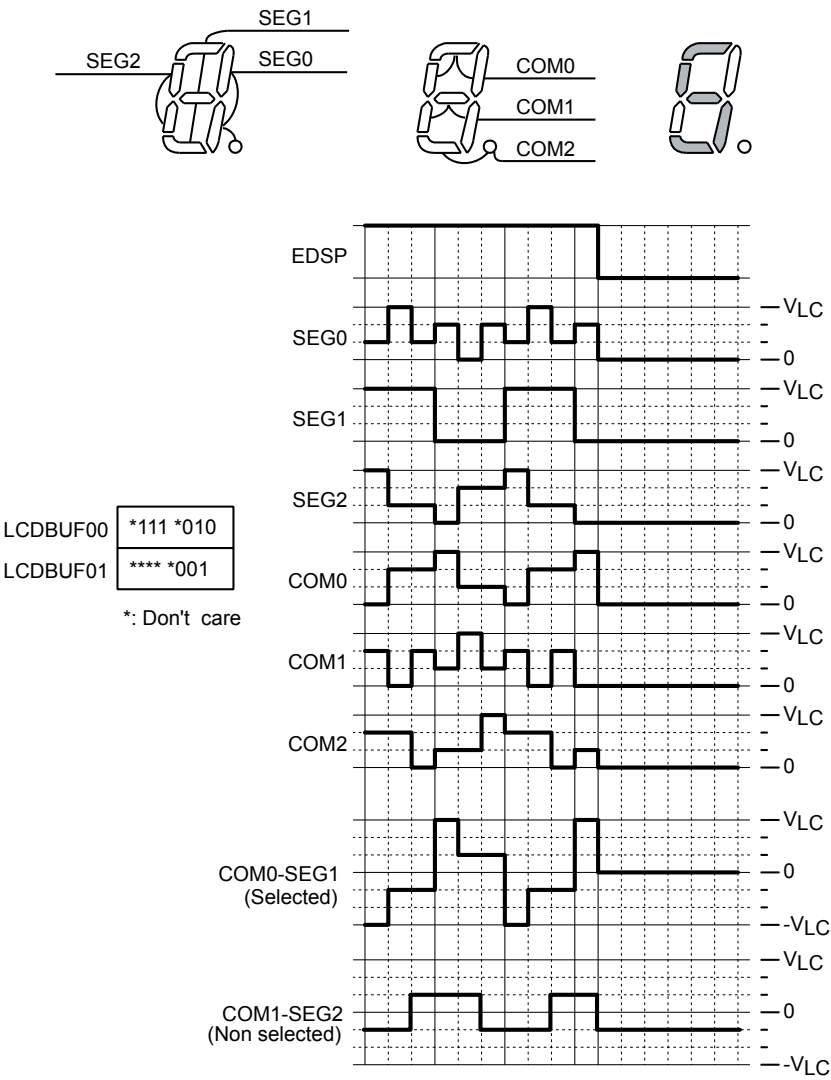 SEG1
SEG2
SEG0
COM0
COM1
COM2
EDSP
VLC
SEG0
0
VLC
SEG1
0
VLC
SEG2
0
LCDBUF00 *111 *010
LCDBUF01 **** *001
*: Don't care
VLC
COM0
0
VLC
COM1
0
VLC
COM2
0
VLC
COM0-SEG1
(Selected)
0
-VLC
VLC
COM1-SEG2
(Non selected)
0
-VLC